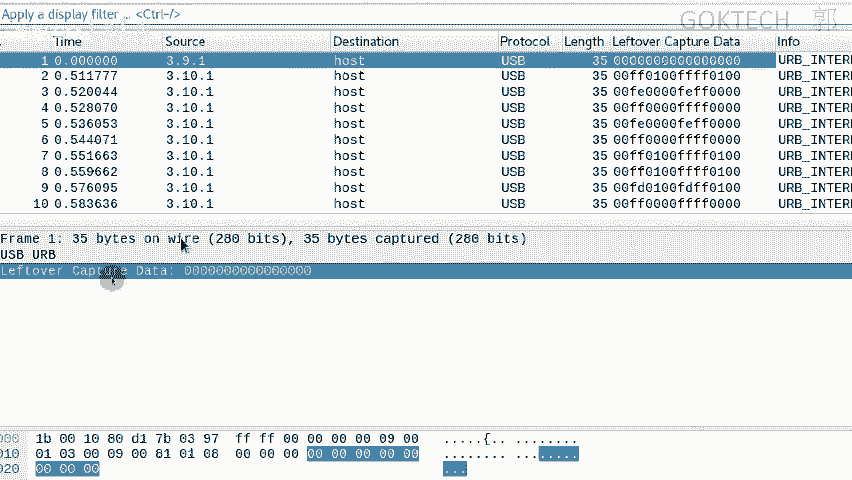 Apply a display filter … <Ctrl-/>
GOKTECH 郭
Time Source Destination Protocol Length Leftover Capture Data Info
1 0.000000 3.9.1 host USB 35 0000000000000000 URB_INTER
2 0.511777 3.10.1 host USB 35 00ff0100ffff0100 URB_INTER
3 0.520044 3.10.1 host USB 35 00fe0000feff0000 URB_INTER
4 0.528070 3.10.1 host USB 35 00ff0000ffff0000 URB_INTER
5 0.536053 3.10.1 host USB 35 00fe0000feff0000 URB_INTER
6 0.544071 3.10.1 host USB 35 00ff0000ffff0000 URB_INTER
7 0.551663 3.10.1 host USB 35 00ff0100ffff0100 URB_INTER
8 0.559662 3.10.1 host USB 35 00ff0100ffff0100 URB_INTER
9 0.576095 3.10.1 host USB 35 00fd0100fdff0100 URB_INTER
10 0.583636 3.10.1 host USB 35 00ff0000ffff0000 URB_INTER
Frame 1: 35 bytes on wire (280 bits), 35 bytes captured (280 bits)
USB URB
Leftover Capture Data: 0000000000000000
000 1b 00 10 80 d1 7b 03 97 ff ff 00 00 00 00 09 00 .....{.. ........
010 01 03 00 09 00 81 01 08 00 00 00 00 00 00 00 00 ........ ........
020 00 00 00 ...